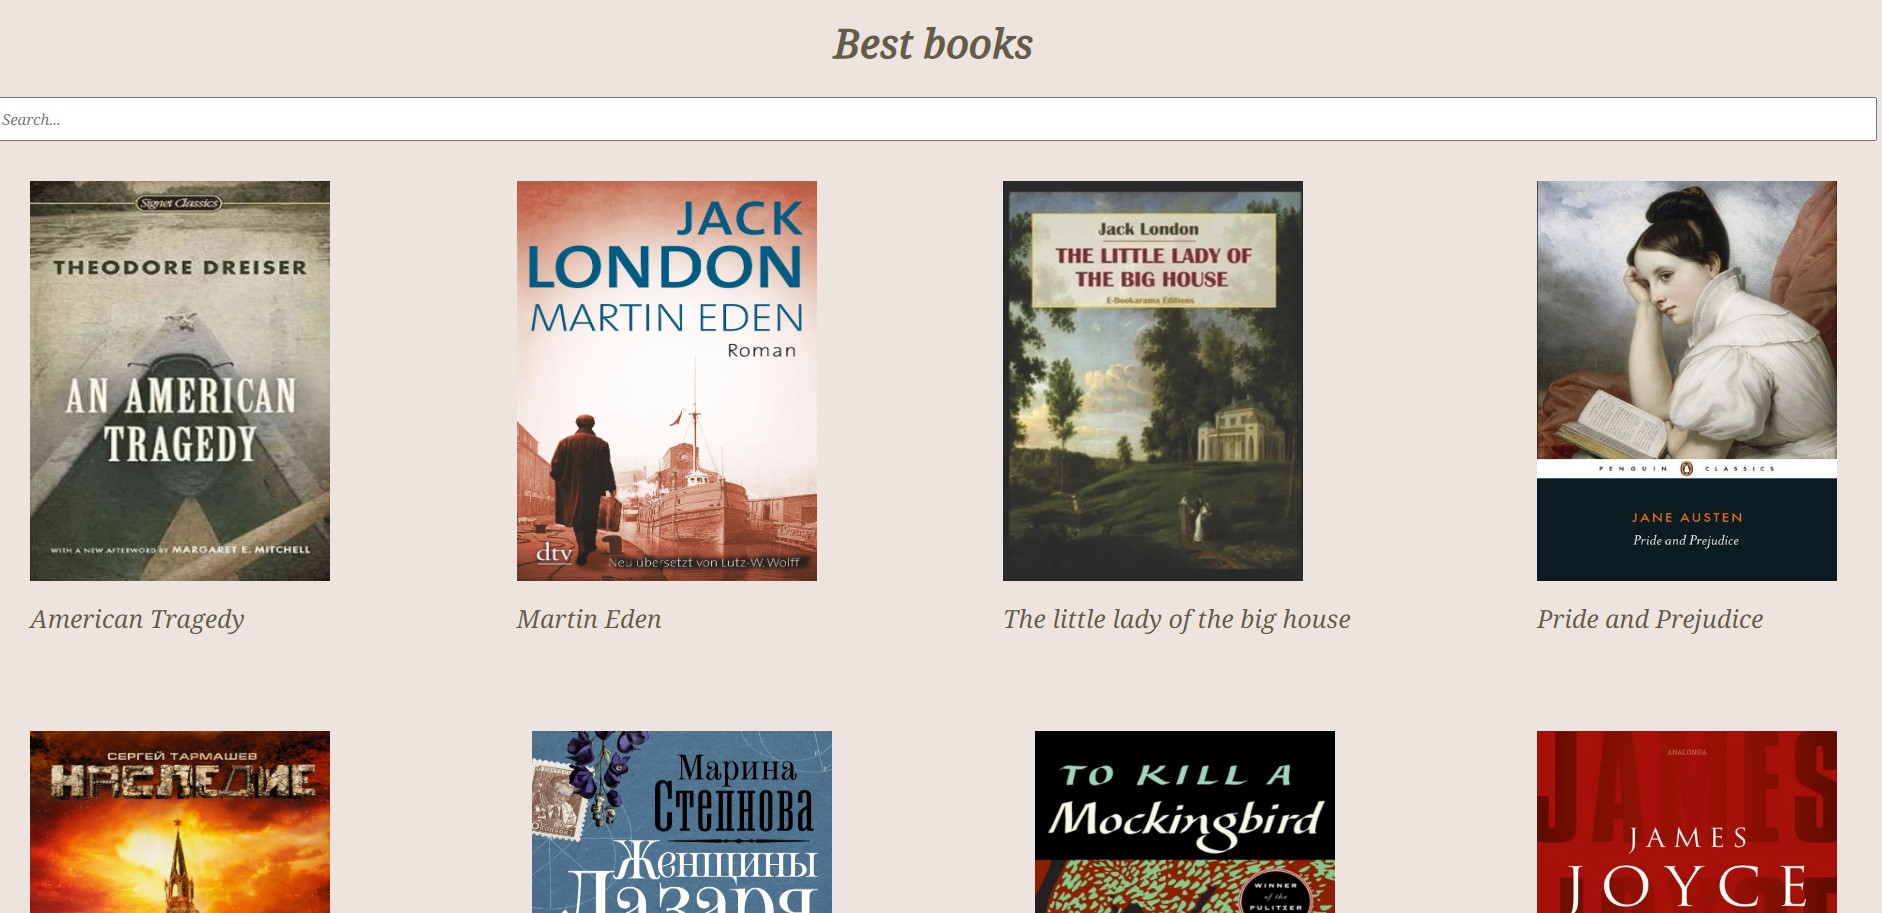 Best books
Search...
Signet Classics
THEODORE DREISER
AN AMERICAN
TRAGEDY
WITH A NEW AFTERWORD BY MARGARET E. MITCHELL
American Tragedy
JACK
LONDON
MARTIN EDEN
Roman
dtv
Neu übersetzt von Lutz-W. Wolff
Martin Eden
Jack London
THE LITTLE LADY OF
THE BIG HOUSE
E-Bookarama Editions
The little lady of the big house
PENGUIN CLASSICS
JANE AUSTEN
Pride and Prejudice
Pride and Prejudice
СЕРГЕЙ ТАРМАШЕВ
НАСЛЕДИЕ
Марина
Степнова
Женщины
Лазаря
TO KILL A
Mockingbird
WINNER
of the
PULITZER
ANACONDA
JAMES
JAMES
JOYCE